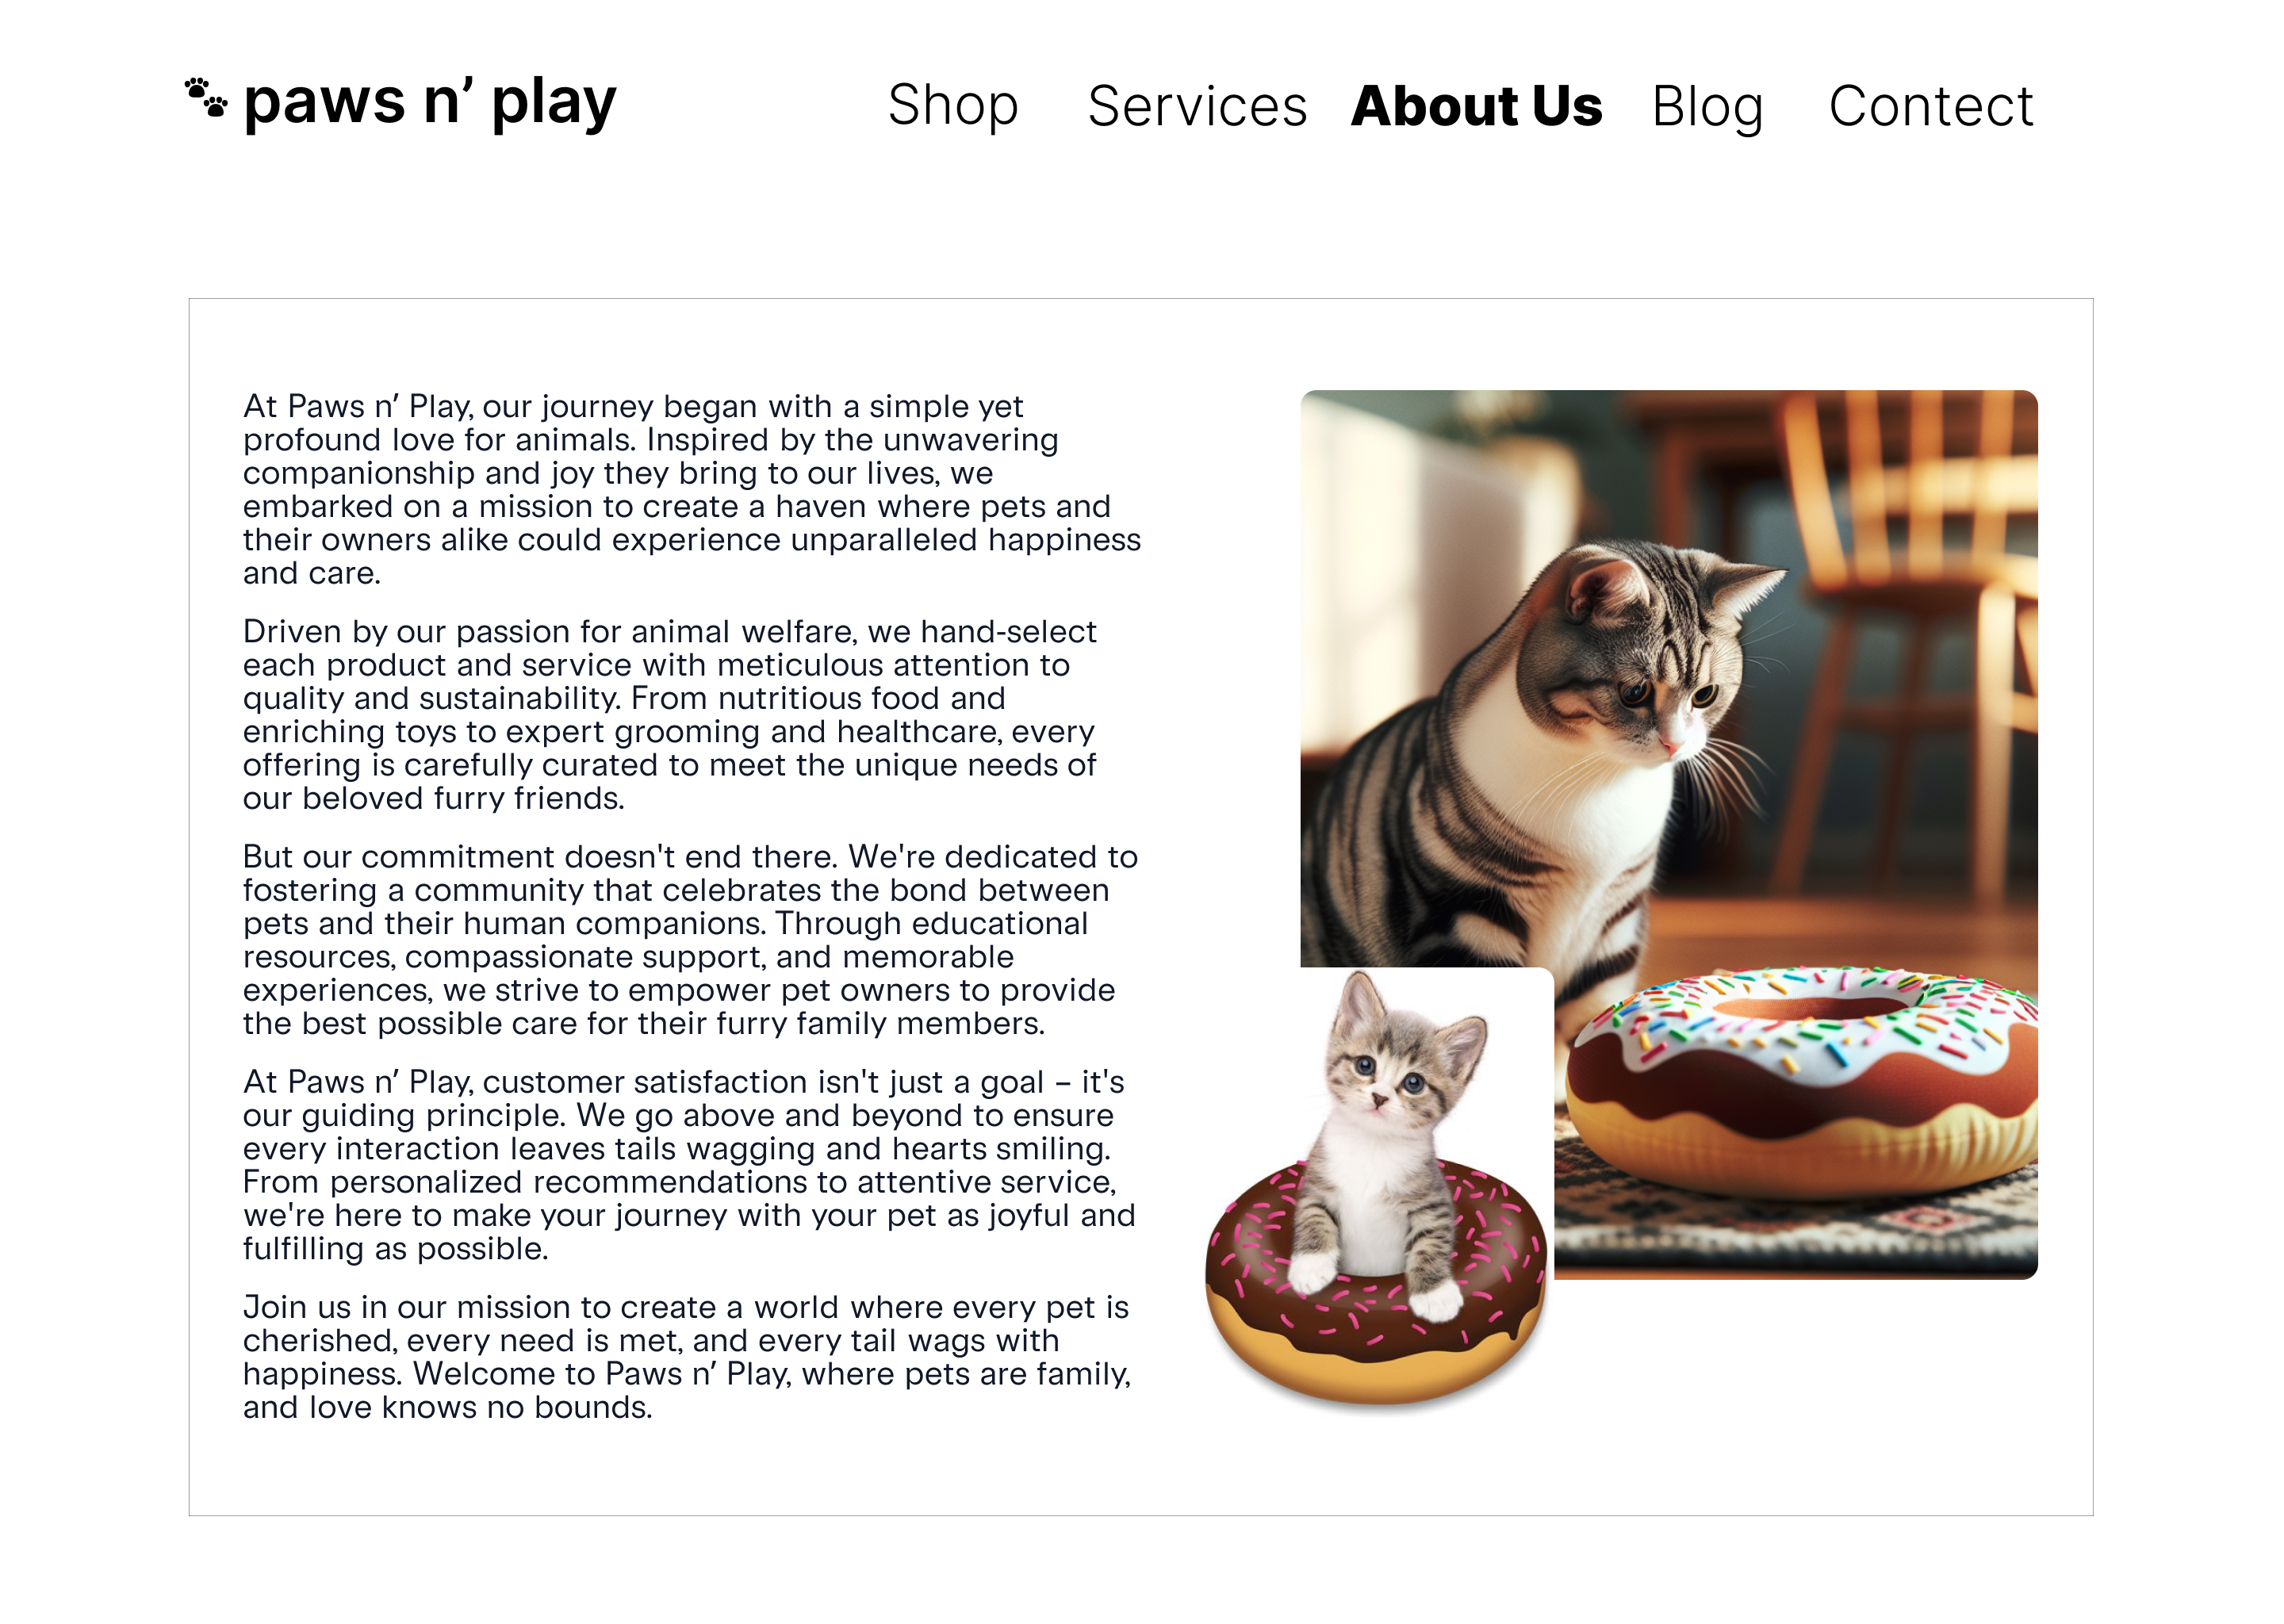 paws n’ play
Shop Services About Us Blog Contact
At Paws n’ Play, our journey began with a simple yet
profound love for animals. Inspired by the unwavering
companionship and joy they bring to our lives, we
embarked on a mission to create a haven where pets and
their owners alike could experience unparalleled happiness
and care.
Driven by our passion for animal welfare, we hand-select
each product and service with meticulous attention to
quality and sustainability. From nutritious food and
enriching toys to expert grooming and healthcare, every
offering is carefully curated to meet the unique needs of
our beloved furry friends.
But our commitment doesn't end there. We're dedicated to
fostering a community that celebrates the bond between
pets and their human companions. Through educational
resources, compassionate support, and memorable
experiences, we strive to empower pet owners to provide
the best possible care for their furry family members.
At Paws n’ Play, customer satisfaction isn't just a goal – it's
our guiding principle. We go above and beyond to ensure
every interaction leaves tails wagging and hearts smiling.
From personalized recommendations to attentive service,
we're here to make your journey with your pet as joyful and
fulfilling as possible.
Join us in our mission to create a world where every pet is
cherished, every need is met, and every tail wags with
happiness. Welcome to Paws n’ Play, where pets are family,
and love knows no bounds.